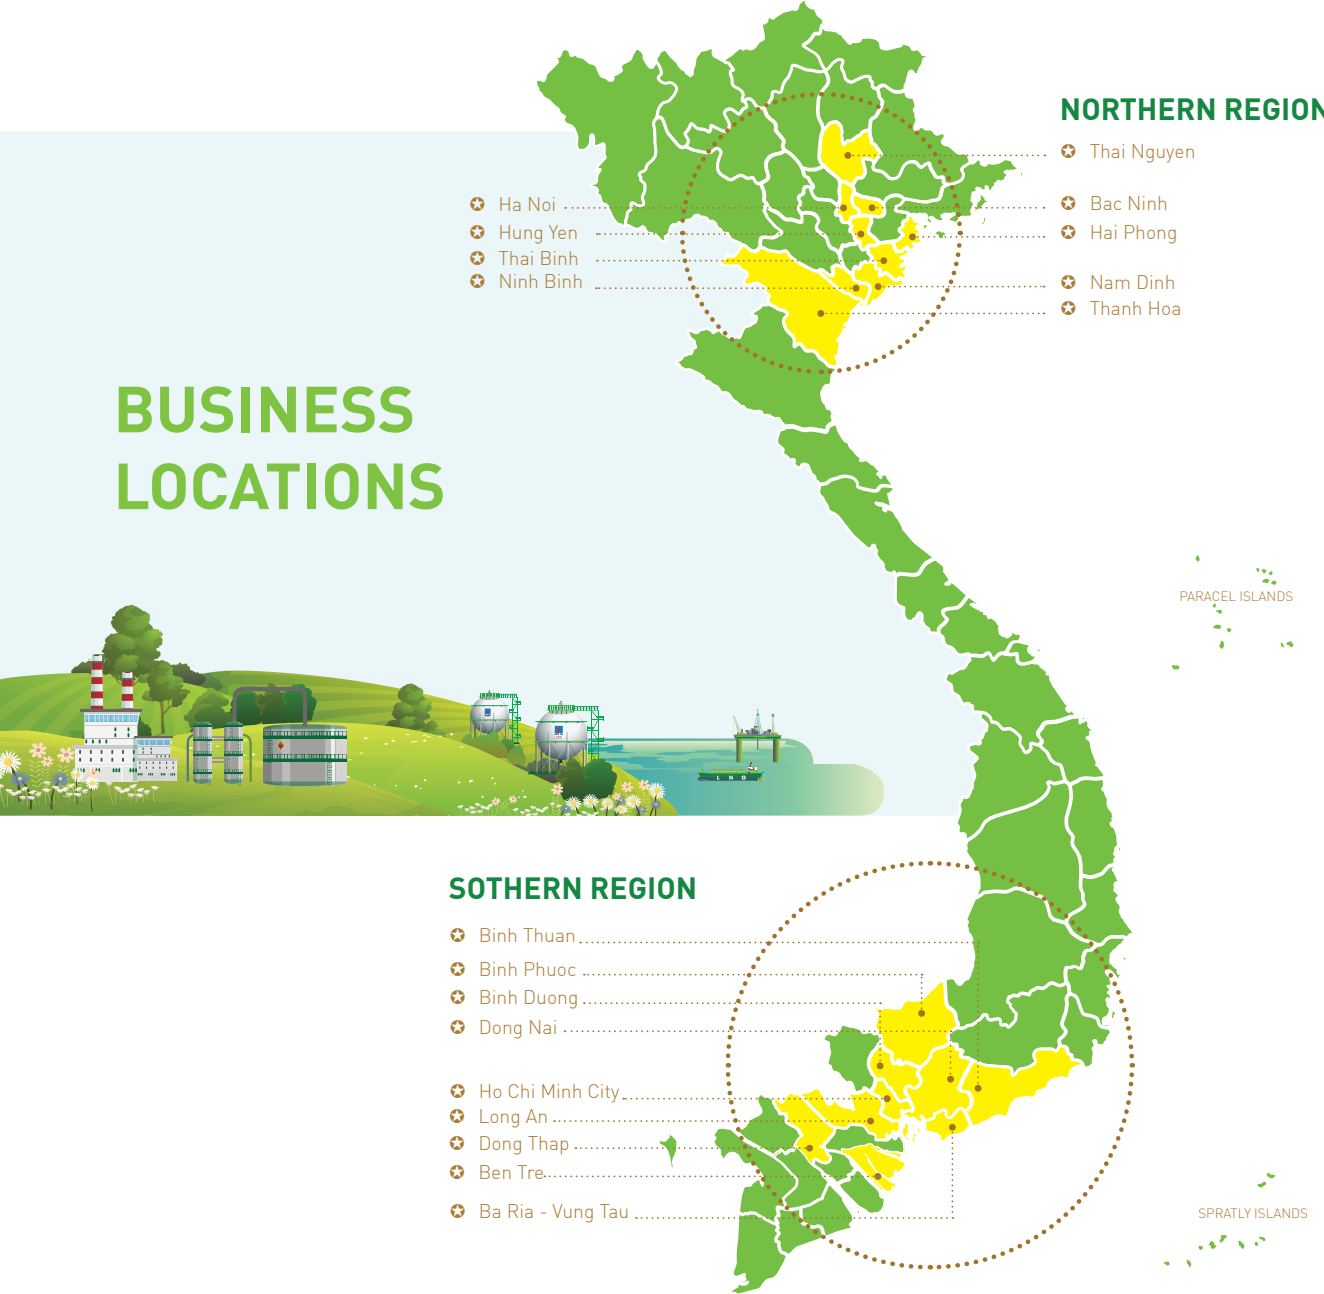 NORTHERN REGION
Thai Nguyen
Ha Noi
Bac Ninh
Hung Yen
Hai Phong
Thai Binh
Ninh Binh
Nam Dinh
Thanh Hoa
BUSINESS
LOCATIONS
PARACEL ISLANDS
LNG
SOTHERN REGION
Binh Thuan
Binh Phuoc
Binh Duong
Dong Nai
Ho Chi Minh City
Long An
Dong Thap
Ben Tre
Ba Ria - Vung Tau
SPRATLY ISLANDS